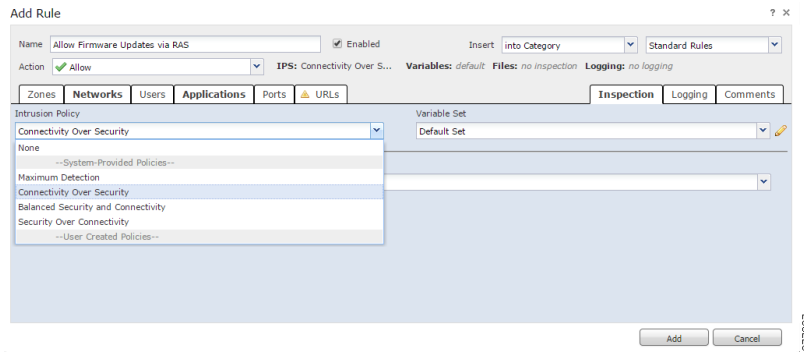 Add Rule ? ×
Name Allow Firmware Updates via RAS Enabled Insert into Category Standard Rules
Action Allow IPS: Connectivity Over S... Variables: default Files: no inspection Logging: no logging
Zones Networks Users Applications Ports URLs Inspection Logging Comments
Intrusion Policy Variable Set
Connectivity Over Security Default Set
None
--System-Provided Policies--
Maximum Detection
Connectivity Over Security
Balanced Security and Connectivity
Security Over Connectivity
--User Created Policies--
Add Cancel